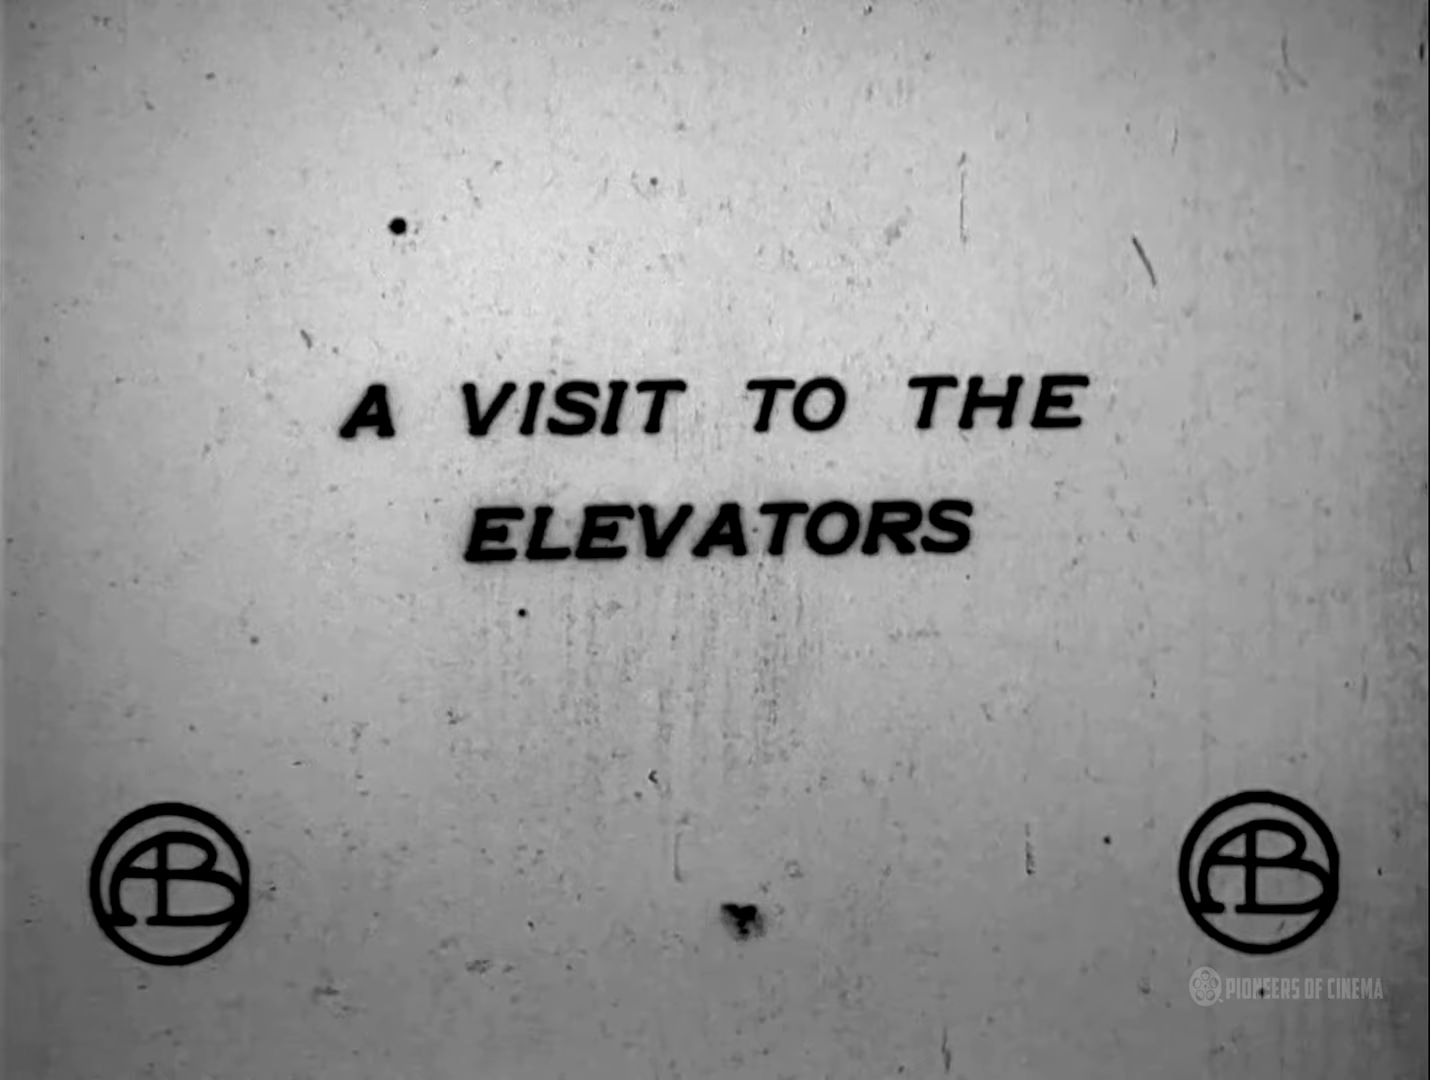 A VISIT TO THE
ELEVATORS
AB
AB
PIONEERS OF CINEMA